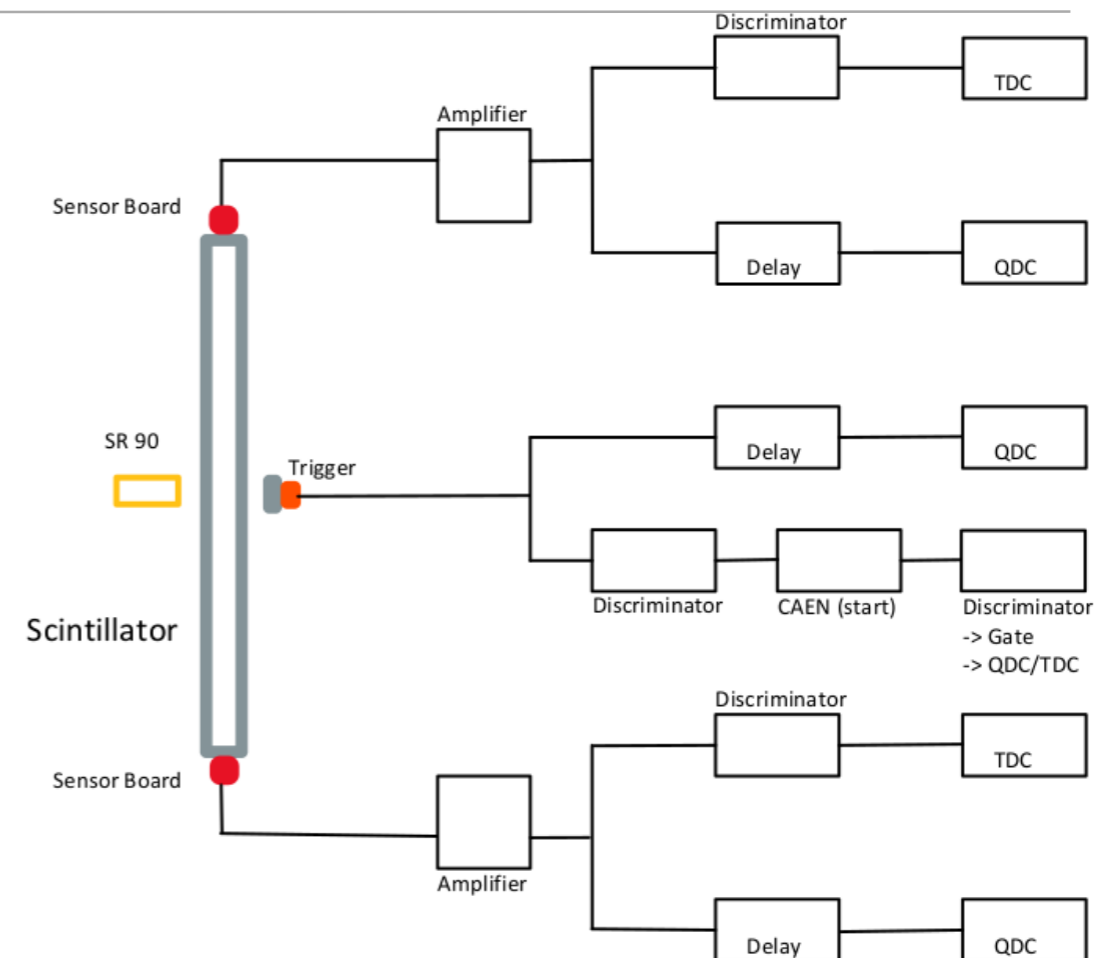 Discriminator
TDC
Amplifier
Sensor Board
Delay
QDC
SR 90
Trigger
Delay
QDC
Discriminator
CAEN (start)
Discriminator
-> Gate
-> QDC/TDC
Scintillator
Discriminator
TDC
Sensor Board
Amplifier
Delay
QDC